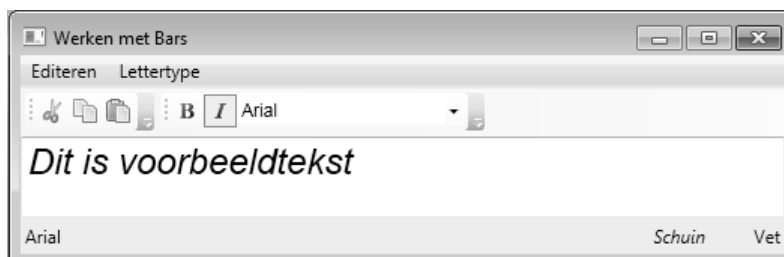 Werken met Bars
Editeren Lettertype
B I Arial
Dit is voorbeeldtekst
Arial Schuin Vet